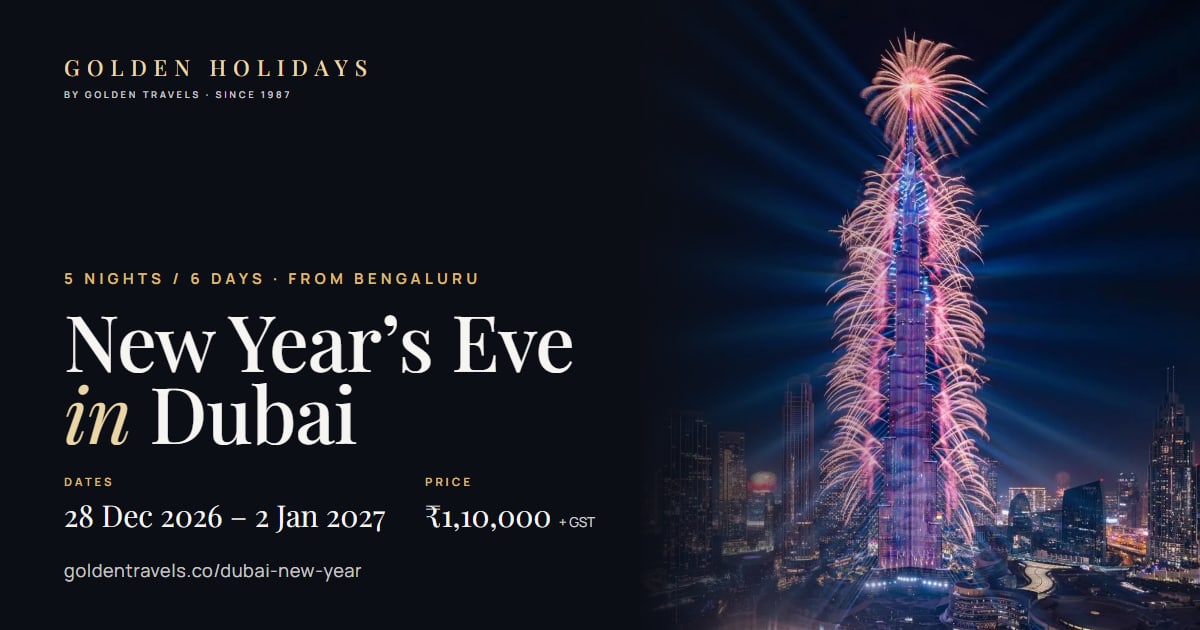 GOLDEN HOLIDAYS
BY GOLDEN TRAVELS · SINCE 1987
5 NIGHTS / 6 DAYS · FROM BENGALURU
New Year’s Eve
in Dubai
DATES
28 Dec 2026 – 2 Jan 2027
PRICE
₹1,10,000 + GST
goldentravels.co/dubai-new-year